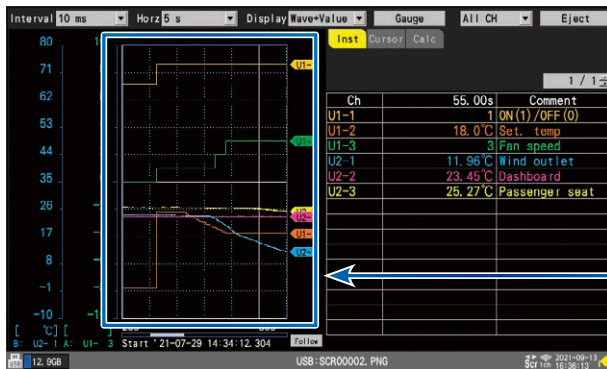 Interval 10 ms Horz 5 s Display Wave+Value Gauge All CH Eject
Inst Cursor Calc
1 / 1
Ch 55.00s Comment
U1-1 1 ON(1)/OFF(0)
U1-2 18.0℃ Set. temp
U1-3 3 Fan speed
U2-1 11.96℃ Wind outlet
U2-2 23.45℃ Dashboard
U2-3 25.27℃ Passenger seat
80
71
62
53
44
35
26
17
8
-1
-10
U1-
U1-
U2-
U1-
U2-
[ ℃] [ ]
B: U2- 1 A: U1- 3 Start '21-07-29 14:34:12.304 Follow
USB 12.9GB USB:SCR00002.PNG Scr 1ch 2021-09-13
16:36:13